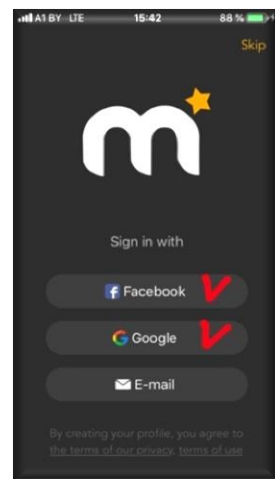 A1 BY LTE 15:42 88 %
Skip
m
Sign in with
Facebook
Google
E-mail
By creating your profile, you agree to
the terms of our privacy, terms of use